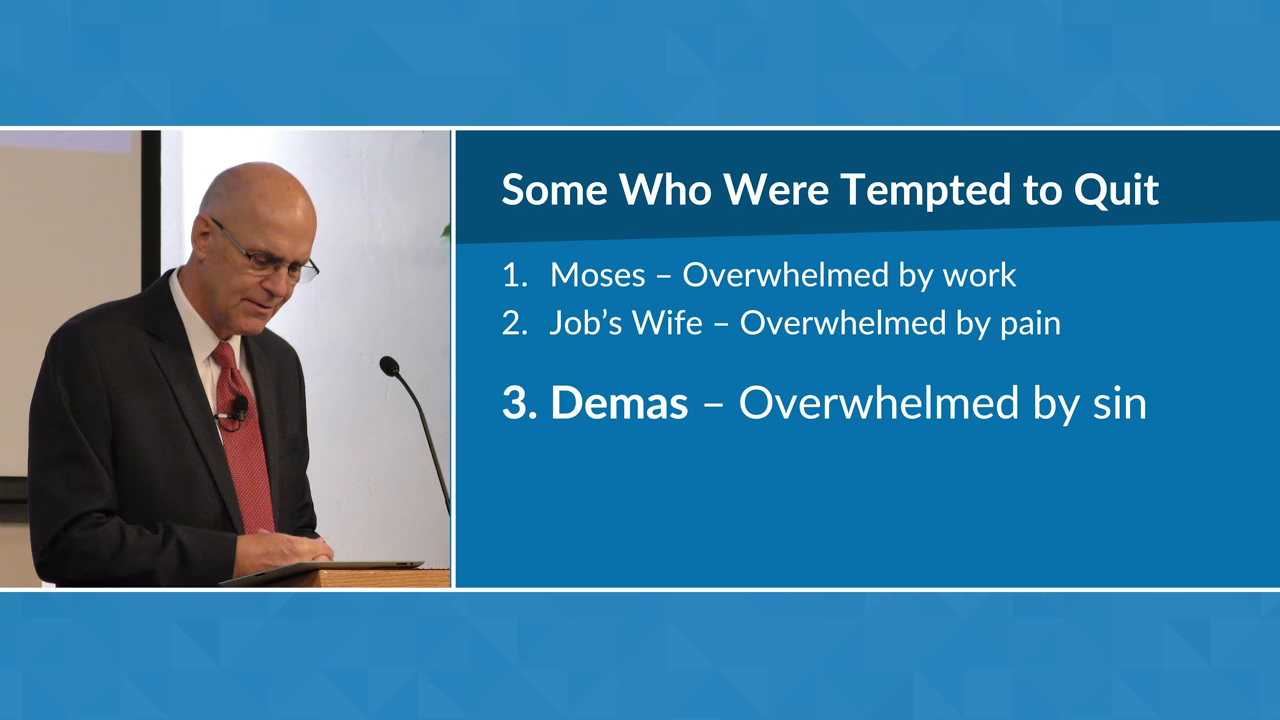 Some Who Were Tempted to Quit
1. Moses – Overwhelmed by work
2. Job’s Wife – Overwhelmed by pain
3. Demas – Overwhelmed by sin